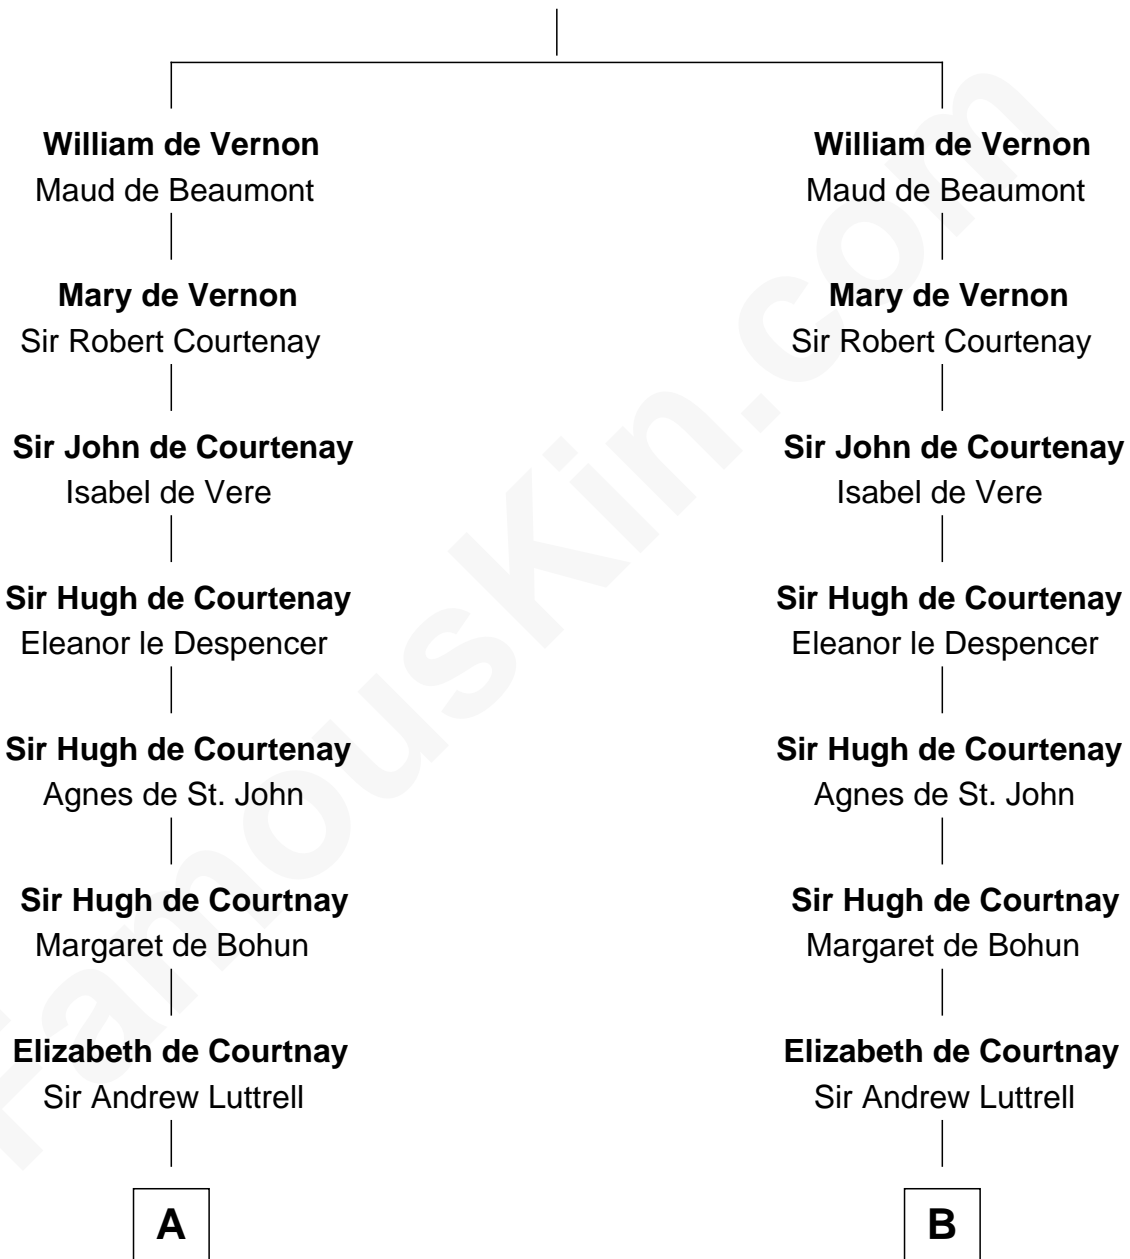 William de Vernon
Maud de Beaumont
Mary de Vernon
Sir Robert Courtenay
Sir John de Courtenay
Isabel de Vere
Sir Hugh de Courtenay
Eleanor le Despencer
Sir Hugh de Courtenay
Agnes de St. John
Sir Hugh de Courtnay
Margaret de Bohun
Elizabeth de Courtnay
Sir Andrew Luttrell
A
William de Vernon
Maud de Beaumont
Mary de Vernon
Sir Robert Courtenay
Sir John de Courtenay
Isabel de Vere
Sir Hugh de Courtenay
Eleanor le Despencer
Sir Hugh de Courtenay
Agnes de St. John
Sir Hugh de Courtnay
Margaret de Bohun
Elizabeth de Courtnay
Sir Andrew Luttrell
B
FamousKin.com